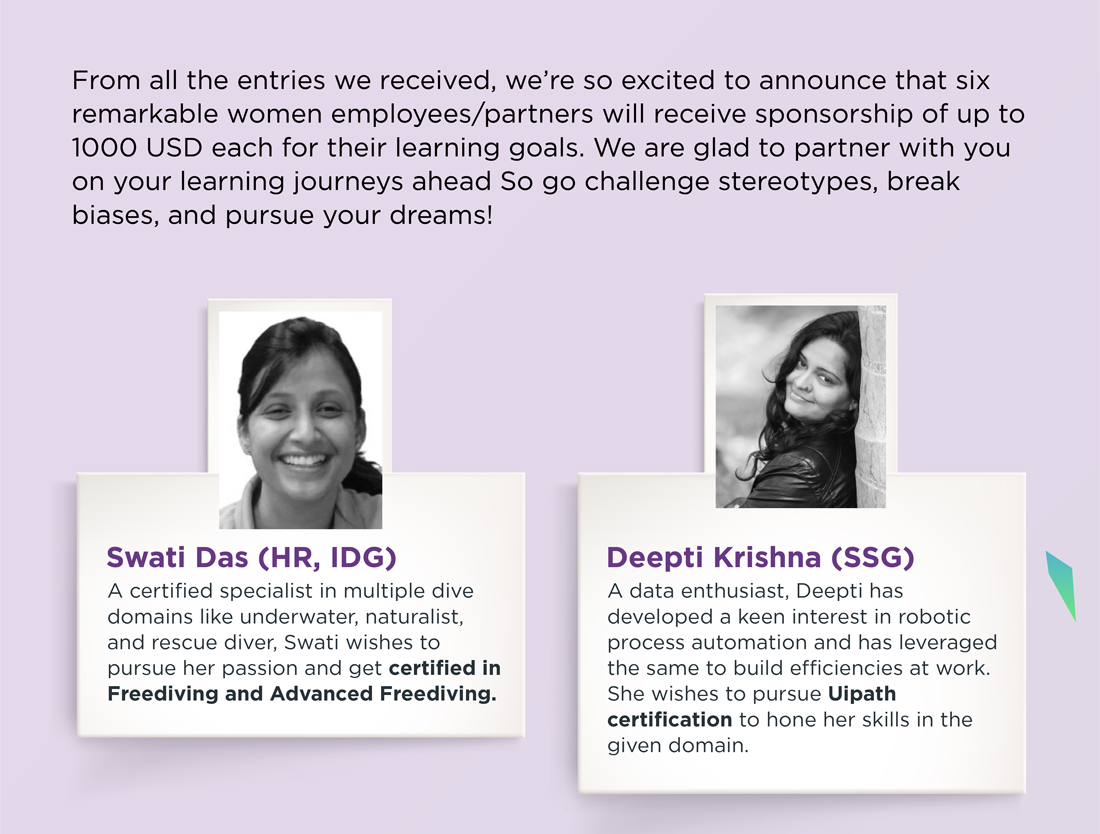 From all the entries we received, we’re so excited to announce that six
remarkable women employees/partners will receive sponsorship of up to
1000 USD each for their learning goals. We are glad to partner with you
on your learning journeys ahead So go challenge stereotypes, break
biases, and pursue your dreams!
Swati Das (HR, IDG)
A certified specialist in multiple dive
domains like underwater, naturalist,
and rescue diver, Swati wishes to
pursue her passion and get certified in
Freediving and Advanced Freediving.
Deepti Krishna (SSG)
A data enthusiast, Deepti has
developed a keen interest in robotic
process automation and has leveraged
the same to build efficiencies at work.
She wishes to pursue Uipath
certification to hone her skills in the
given domain.